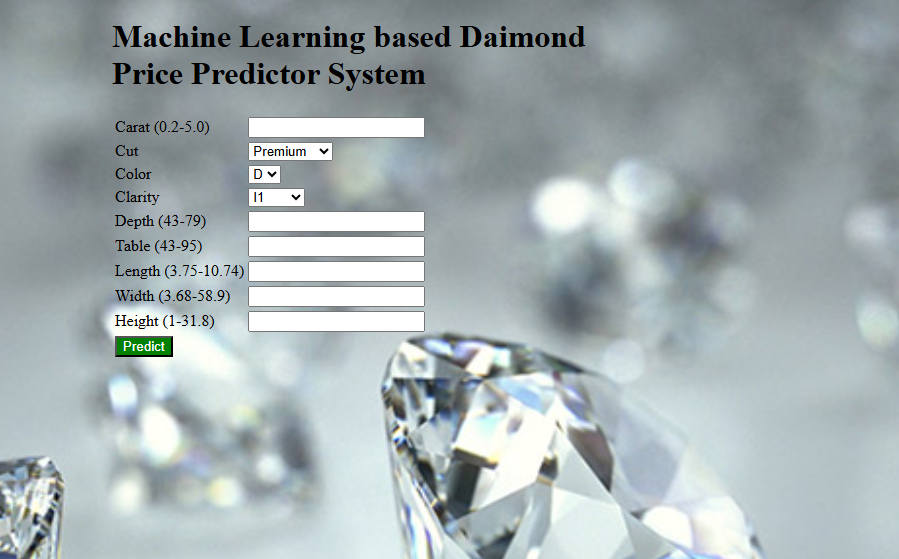 Machine Learning based Daimond
Price Predictor System
Carat (0.2-5.0)
Cut Premium
Color D
Clarity I1
Depth (43-79)
Table (43-95)
Length (3.75-10.74)
Width (3.68-58.9)
Height (1-31.8)
Predict